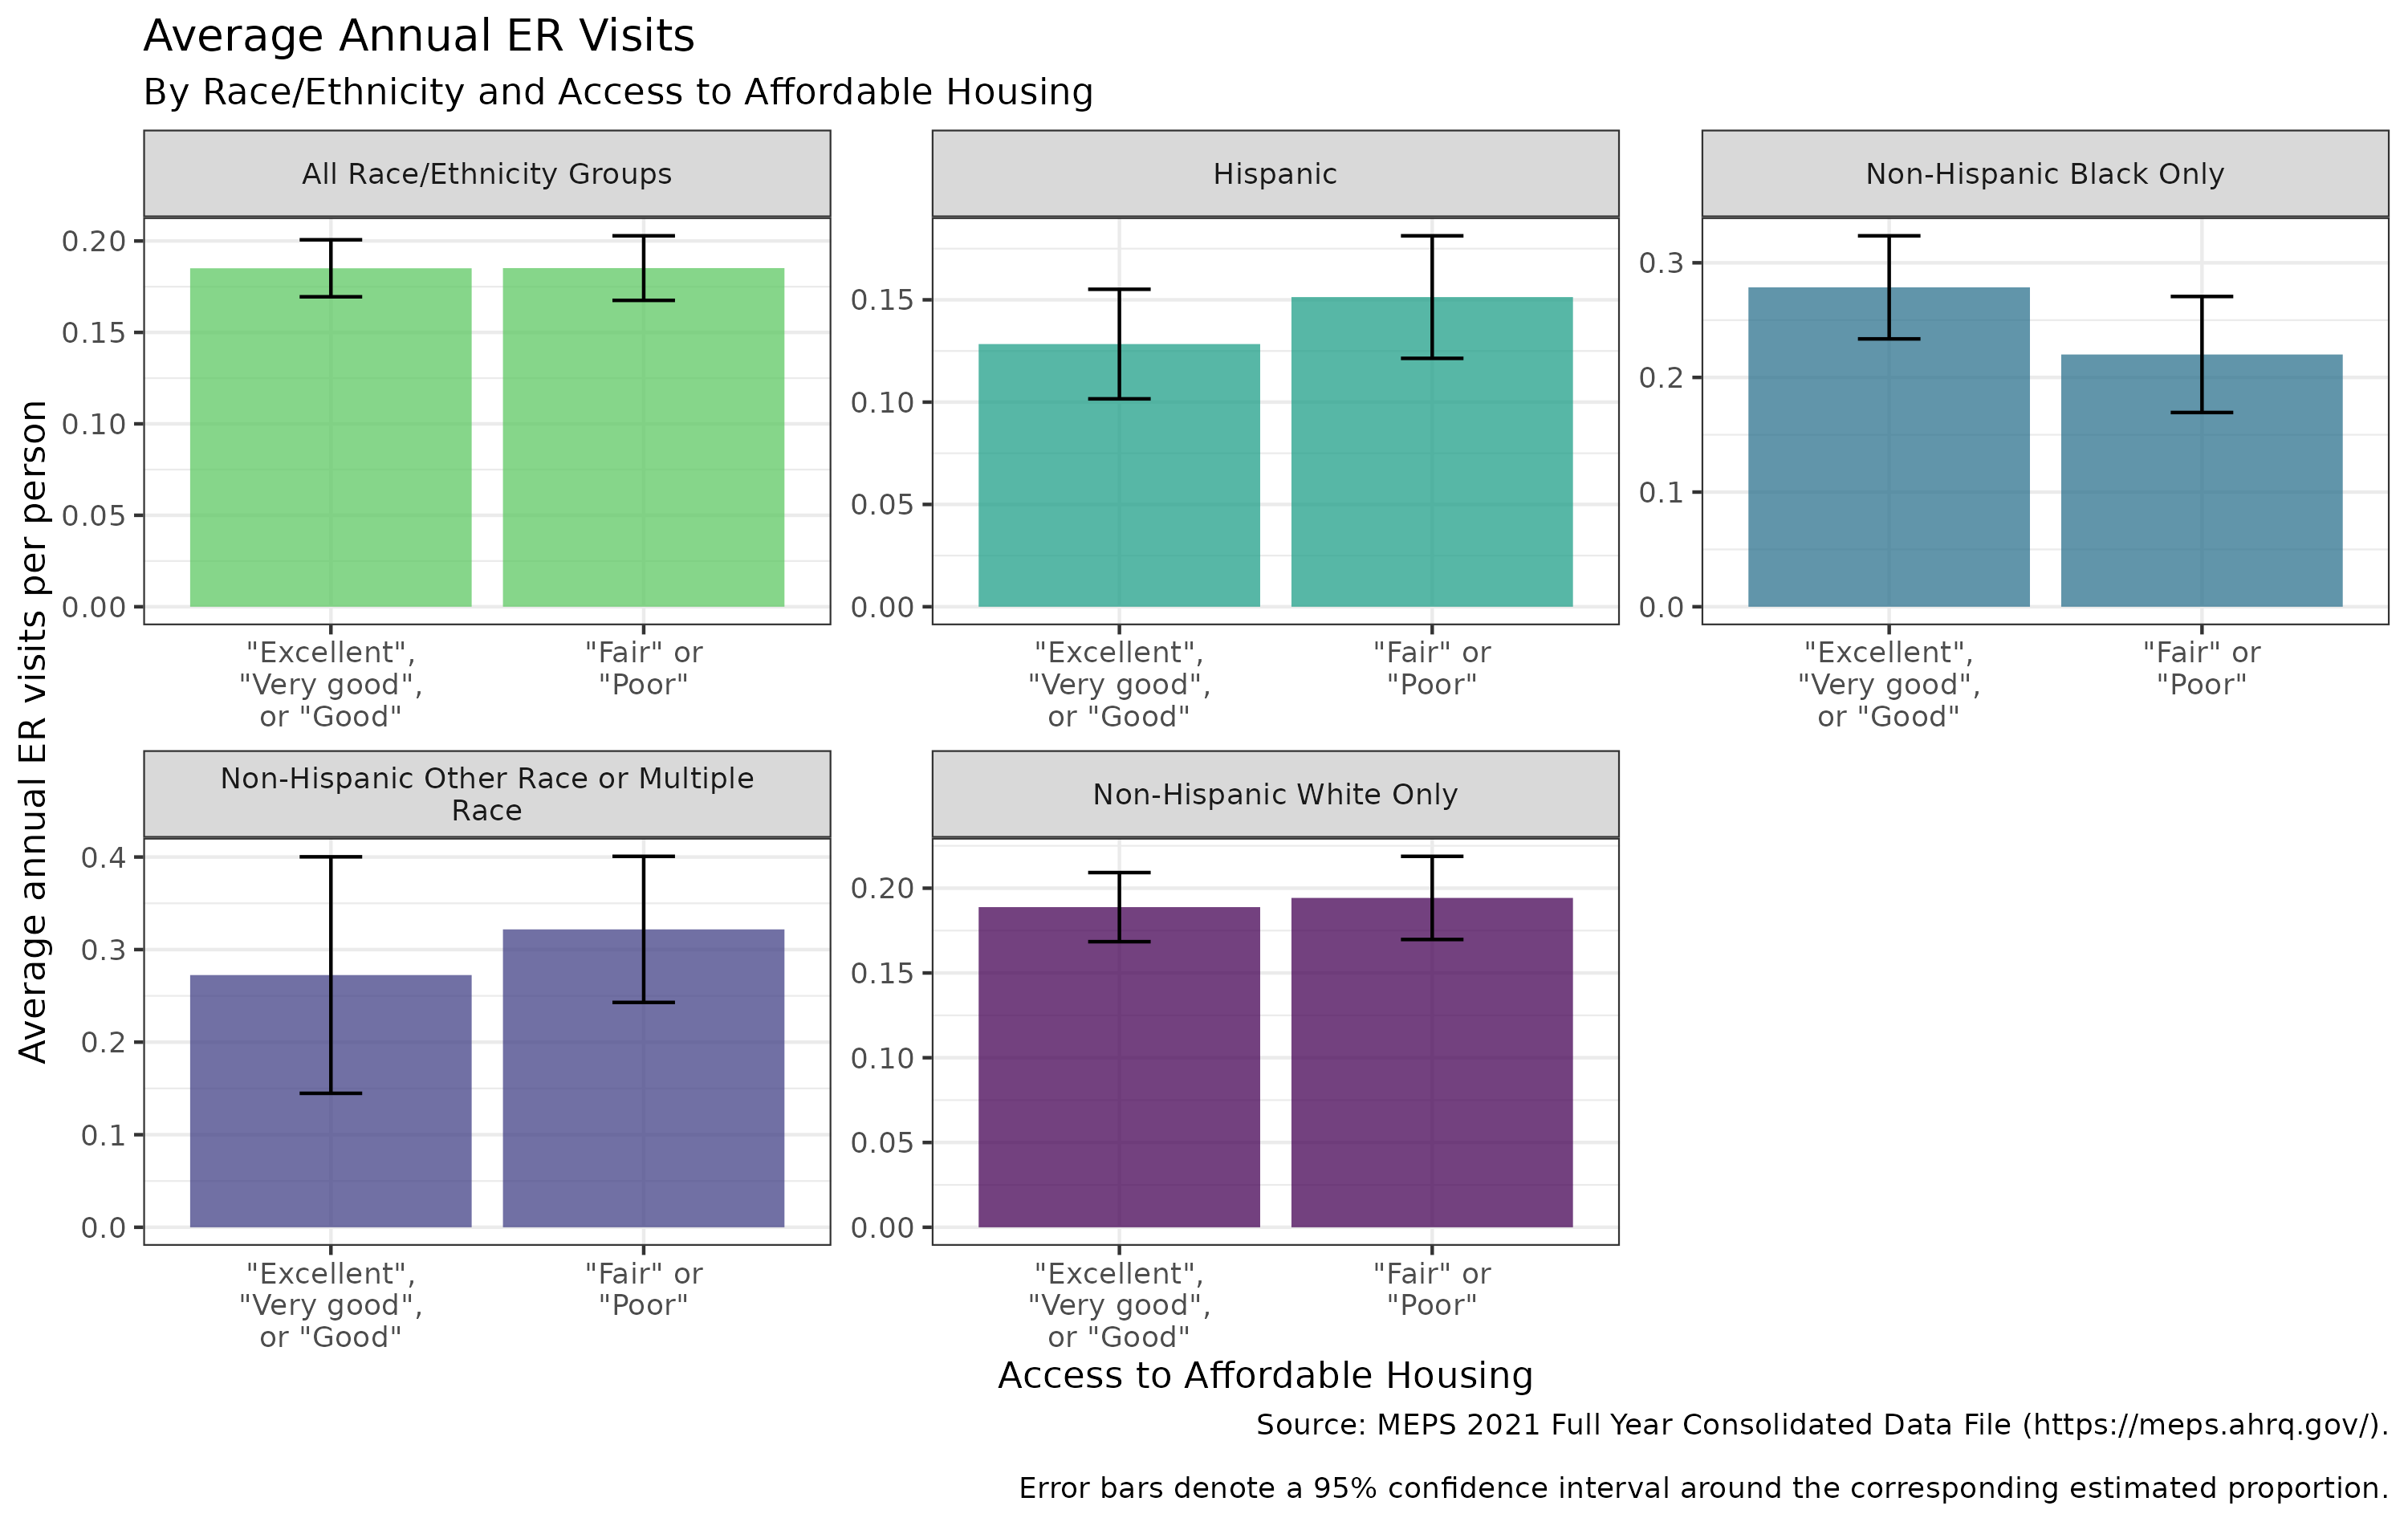 Average Annual ER Visits
By Race/Ethnicity and Access to Affordable Housing
Average annual ER visits per person
All Race/Ethnicity Groups
0.20
0.15
0.10
0.05
0.00
"Excellent",
"Very good",
or "Good"
"Fair" or
"Poor"
Hispanic
0.15
0.10
0.05
0.00
"Excellent",
"Very good",
or "Good"
"Fair" or
"Poor"
Non-Hispanic Black Only
0.3
0.2
0.1
0.0
"Excellent",
"Very good",
or "Good"
"Fair" or
"Poor"
Non-Hispanic Other Race or Multiple
Race
0.4
0.3
0.2
0.1
0.0
"Excellent",
"Very good",
or "Good"
"Fair" or
"Poor"
Non-Hispanic White Only
0.20
0.15
0.10
0.05
0.00
"Excellent",
"Very good",
or "Good"
"Fair" or
"Poor"
Access to Affordable Housing
Source: MEPS 2021 Full Year Consolidated Data File (https://meps.ahrq.gov/).
Error bars denote a 95% confidence interval around the corresponding estimated proportion.